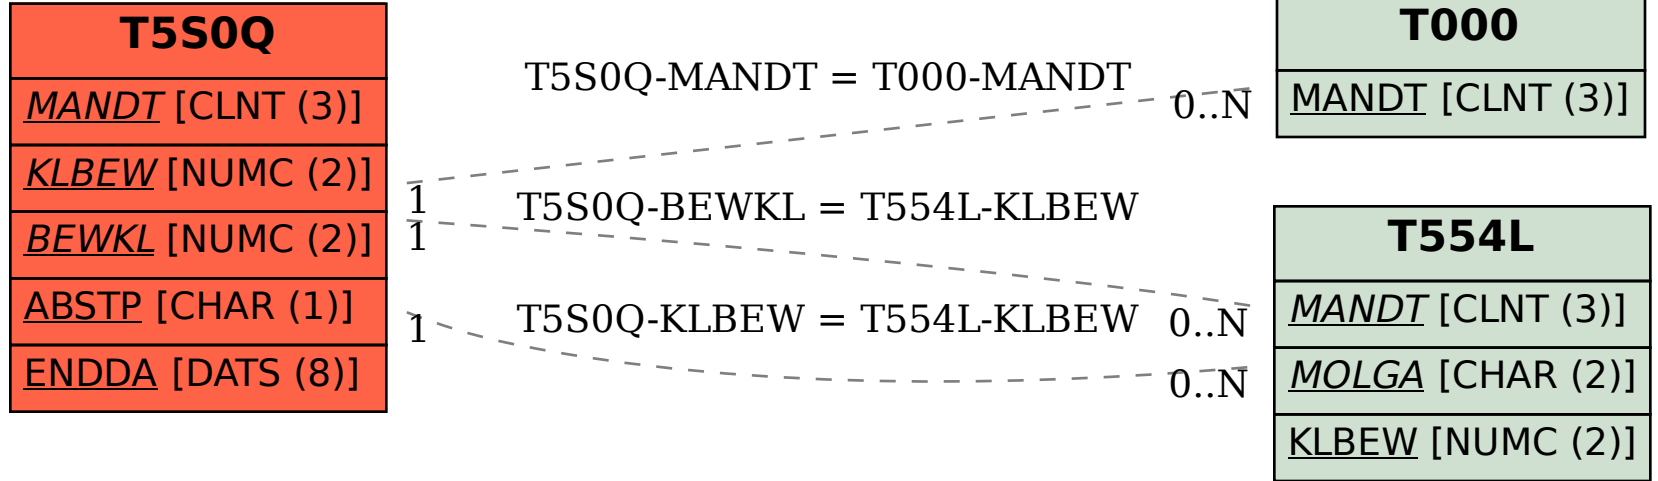 T5S0Q
MANDT [CLNT (3)]
KLBEW [NUMC (2)]
BEWKL [NUMC (2)]
ABSTP [CHAR (1)]
ENDDA [DATS (8)]
T5S0Q-MANDT = T000-MANDT
0..N
1
T5S0Q-BEWKL = T554L-KLBEW
1
0..N
T5S0Q-KLBEW = T554L-KLBEW
1
0..N
T000
MANDT [CLNT (3)]
T554L
MANDT [CLNT (3)]
MOLGA [CHAR (2)]
KLBEW [NUMC (2)]